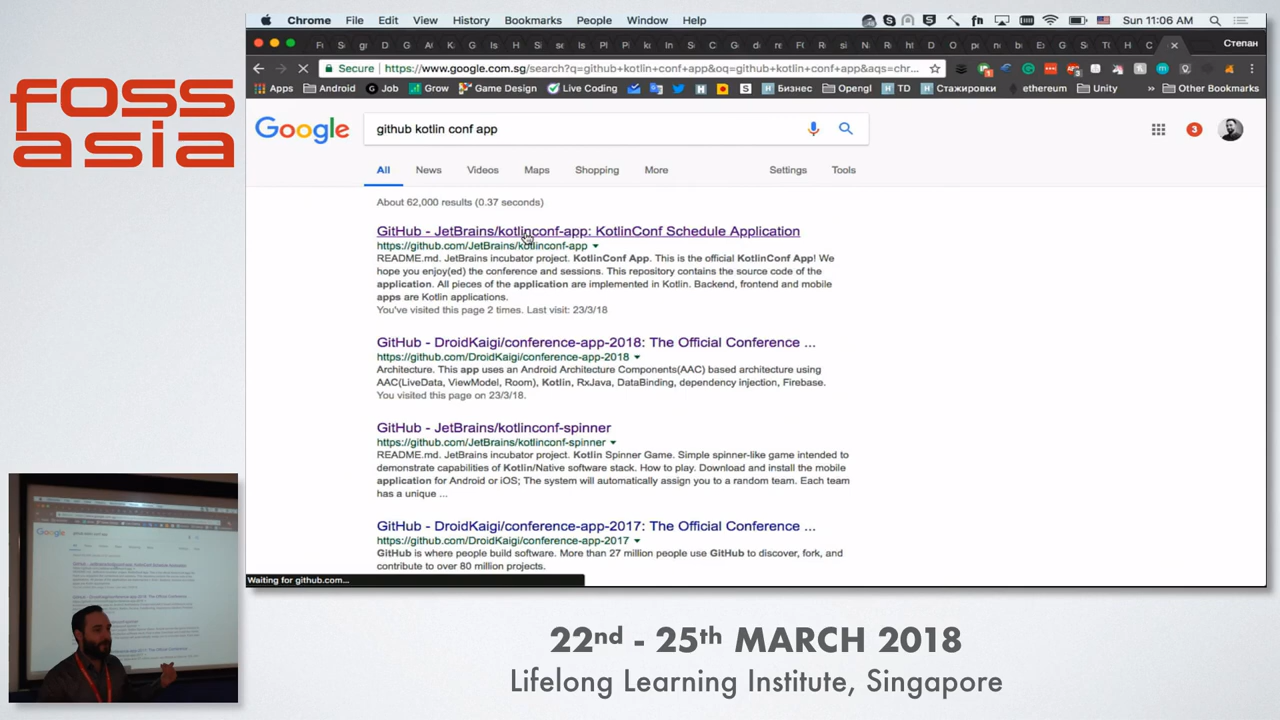 foss
asia
Chrome File Edit View History Bookmarks People Window Help
Sun 11:06 AM
Степан
Secure https://www.google.com.sg/search?q=github+kotlin+conf+app&oq=github+kotlin+conf+app&aqs=chr...
Apps Android Job Grow Game Design Live Coding Бизнес Opengl TD Стажировки ethereum Unity » Other Bookmarks
Google
github kotlin conf app
3
All News Videos Maps Shopping More Settings Tools
About 62,000 results (0.37 seconds)
GitHub - JetBrains/kotlinconf-app: KotlinConf Schedule Application
https://github.com/JetBrains/kotlinconf-app
README.md. JetBrains incubator project. KotlinConf App. This is the official KotlinConf App! We
hope you enjoy(ed) the conference and sessions. This repository contains the source code of the
application. All pieces of the application are implemented in Kotlin. Backend, frontend and mobile
apps are Kotlin applications.
You've visited this page 2 times. Last visit: 23/3/18
GitHub - DroidKaigi/conference-app-2018: The Official Conference ...
https://github.com/DroidKaigi/conference-app-2018
Architecture. This app uses an Android Architecture Components(AAC) based architecture using
AAC(LiveData, ViewModel, Room), Kotlin, RxJava, DataBinding, dependency injection, Firebase.
You visited this page on 23/3/18.
GitHub - JetBrains/kotlinconf-spinner
https://github.com/JetBrains/kotlinconf-spinner
README.md. JetBrains incubator project. Kotlin Spinner Game. Simple spinner-like game intended to
demonstrate capabilities of Kotlin/Native software stack. How to play. Download and install the mobile
application for Android or iOS; The system will automatically assign you to a random team. Each team
has a unique ...
GitHub - DroidKaigi/conference-app-2017: The Official Conference ...
https://github.com/DroidKaigi/conference-app-2017
GitHub is where people build software. More than 27 million people use GitHub to discover, fork, and
contribute to over 80 million projects.
Waiting for github.com...
22nd - 25th MARCH 2018
Lifelong Learning Institute, Singapore